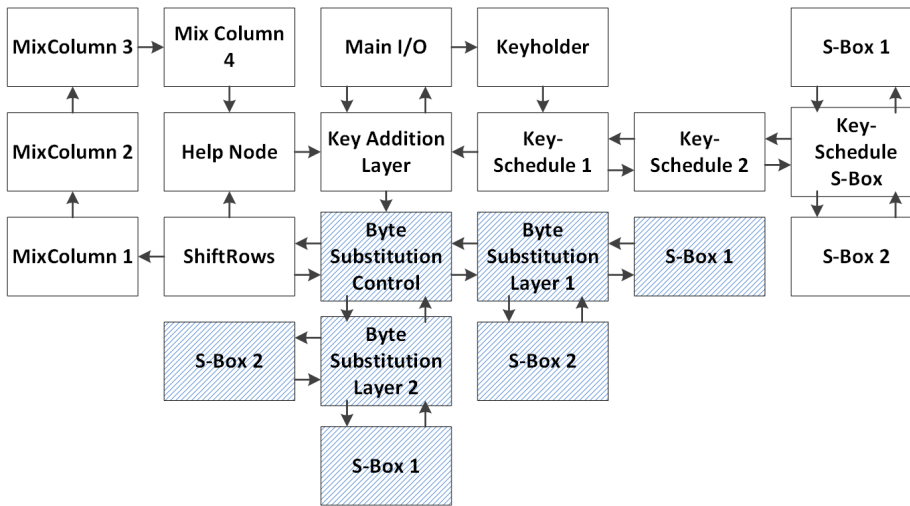 MixColumn 3
Mix Column
4
Main I/O
Keyholder
S-Box 1
MixColumn 2
Help Node
Key Addition
Layer
Key-
Schedule 1
Key-
Schedule 2
Key-
Schedule
S-Box
MixColumn 1
ShiftRows
Byte
Substitution
Control
Byte
Substitution
Layer 1
S-Box 1
S-Box 2
S-Box 2
Byte
Substitution
Layer 2
S-Box 2
S-Box 1